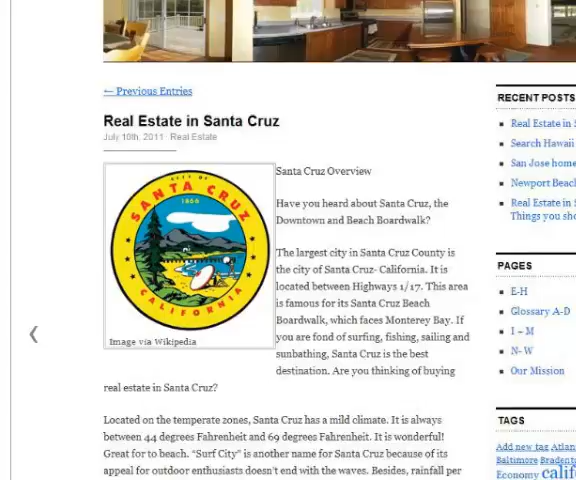 ← Previous Entries
Real Estate in Santa Cruz
July 10th, 2011 · Real Estate
CITY OF
SANTA CRUZ
1866
CALIFORNIA
Image via Wikipedia
Santa Cruz Overview
Have you heard about Santa Cruz, the
Downtown and Beach Boardwalk?
The largest city in Santa Cruz County is
the city of Santa Cruz- California. It is
located between Highways 1/17. This area
is famous for its Santa Cruz Beach
Boardwalk, which faces Monterey Bay. If
you are fond of surfing, fishing, sailing and
sunbathing, Santa Cruz is the best
destination. Are you thinking of buying
real estate in Santa Cruz?
Located on the temperate zones, Santa Cruz has a mild climate. It is always
between 44 degrees Fahrenheit and 69 degrees Fahrenheit. It is wonderful!
Great for to beach. “Surf City” is another name for Santa Cruz because of its
appeal for outdoor enthusiasts doesn't end with the waves. Besides, rainfall per
RECENT POSTS
Real Estate in
Search Hawaii
San Jose home
Newport Beach
Real Estate in
Things you
PAGES
E-H
Glossary A-D
I – M
N- W
Our Mission
TAGS
Add new tag
Baltimore
Economy